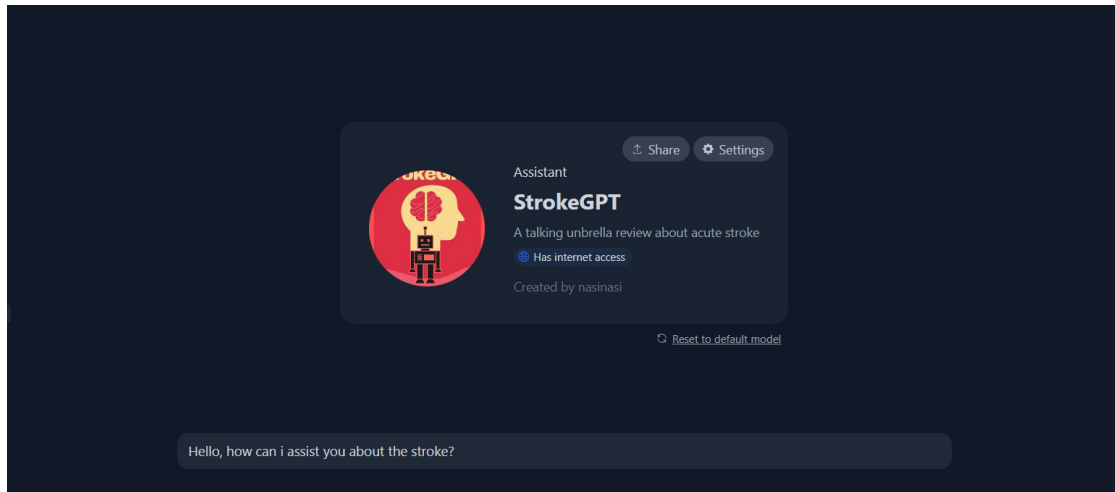 Share Settings
Assistant
StrokeGPT
A talking unbrella review about acute stroke
Has internet access
Created by nasinasi
Reset to default model
Hello, how can i assist you about the stroke?